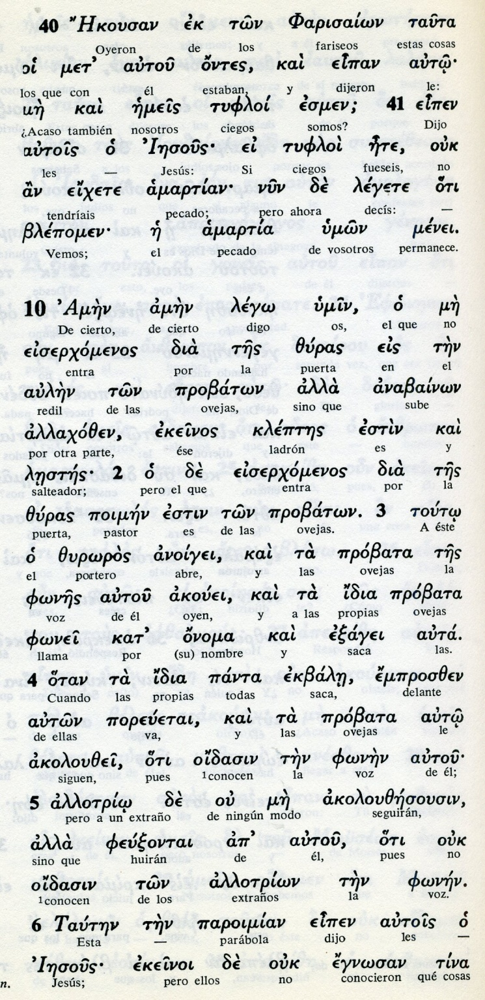 40 Ἤκουσαν ἐκ τῶν Φαρισαίων ταῦτα
Oyeron de los fariseos estas cosas
οἱ μετ’ αὐτοῦ ὄντες, καὶ εἶπαν αὐτῷ·
los que con él estaban, y dijeron le:
μὴ καὶ ἡμεῖς τυφλοί ἐσμεν; 41 εἶπεν
¿Acaso también nosotros ciegos somos? Dijo
αὐτοῖς ὁ Ἰησοῦς· εἰ τυφλοὶ ἦτε, οὐκ
les Jesús: Si ciegos fueseis, no
ἂν εἴχετε ἁμαρτίαν· νῦν δὲ λέγετε ὅτι
tendríais pecado; pero ahora decís: —
βλέπομεν· ἡ ἁμαρτία ὑμῶν μένει.
Vemos; el pecado de vosotros permanece.
10 Ἀμὴν ἀμὴν λέγω ὑμῖν, ὁ μὴ
De cierto, de cierto digo os, el que no
εἰσερχόμενος διὰ τῆς θύρας εἰς τὴν
entra por la puerta en el
αὐλὴν τῶν προβάτων ἀλλὰ ἀναβαίνων
redil de las ovejas, sino que sube
ἀλλαχόθεν, ἐκεῖνος κλέπτης ἐστὶν καὶ
por otra parte, ése ladrón es y
λῃστής· 2 ὁ δὲ εἰσερχόμενος διὰ τῆς
salteador; pero el que entra por la
θύρας ποιμήν ἐστιν τῶν προβάτων. 3 τούτῳ
puerta, pastor es de las ovejas. A éste
ὁ θυρωρὸς ἀνοίγει, καὶ τὰ πρόβατα τῆς
el portero abre, y las ovejas la
φωνῆς αὐτοῦ ἀκούει, καὶ τὰ ἴδια πρόβατα
voz de él oyen, y a las propias ovejas
φωνεῖ κατ’ ὄνομα καὶ ἐξάγει αὐτά.
llama por (su) nombre y saca las.
4 ὅταν τὰ ἴδια πάντα ἐκβάλῃ, ἔμπροσθεν
Cuando las propias todas saca, delante
αὐτῶν πορεύεται, καὶ τὰ πρόβατα αὐτῷ
de ellas va, y las ovejas le
ἀκολουθεῖ, ὅτι οἴδασιν τὴν φωνὴν αὐτοῦ·
siguen, pues 1conocen la voz de él;
5 ἀλλοτρίῳ δὲ οὐ μὴ ἀκολουθήσουσιν,
pero a un extraño de ningún modo seguirán,
ἀλλὰ φεύξονται ἀπ’ αὐτοῦ, ὅτι οὐκ
sino que huirán de él, pues no
οἴδασιν τῶν ἀλλοτρίων τὴν φωνήν.
1conocen de los extraños la voz.
6 Ταύτην τὴν παροιμίαν εἶπεν αὐτοῖς ὁ
Esta — parábola dijo les —
Ἰησοῦς· ἐκεῖνοι δὲ οὐκ ἔγνωσαν τίνα
n. Jesús; pero ellos no conocieron qué cosas